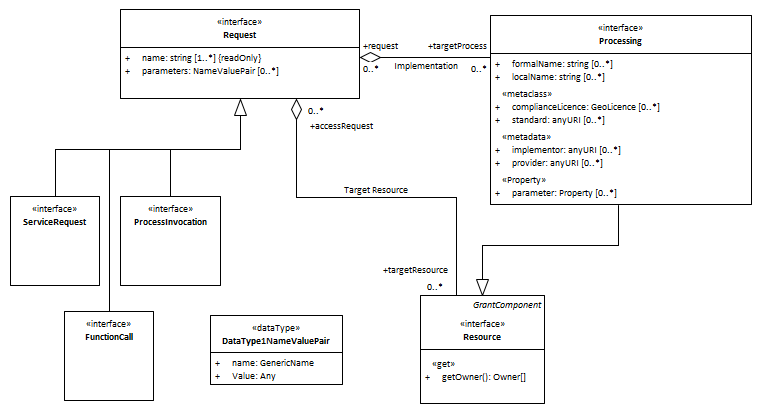 «interface»
Request
+ name: string [1..*] {readOnly}
+ parameters: NameValuePair [0..*]
+request
0..*
Implementation
+targetProcess
0..*
«interface»
Processing
+ formalName: string [0..*]
+ localName: string [0..*]
«metaclass»
+ complianceLicence: GeoLicence [0..*]
+ standard: anyURI [0..*]
«metadata»
+ implementor: anyURI [0..*]
+ provider: anyURI [0..*]
«Property»
+ parameter: Property [0..*]
0..*
+accessRequest
Target Resource
«interface»
ServiceRequest
«interface»
ProcessInvocation
+targetResource
0..*
«interface»
FunctionCall
«dataType»
DataType1NameValuePair
+ name: GenericName
+ Value: Any
GrantComponent
«interface»
Resource
«get»
+ getOwner(): Owner[]